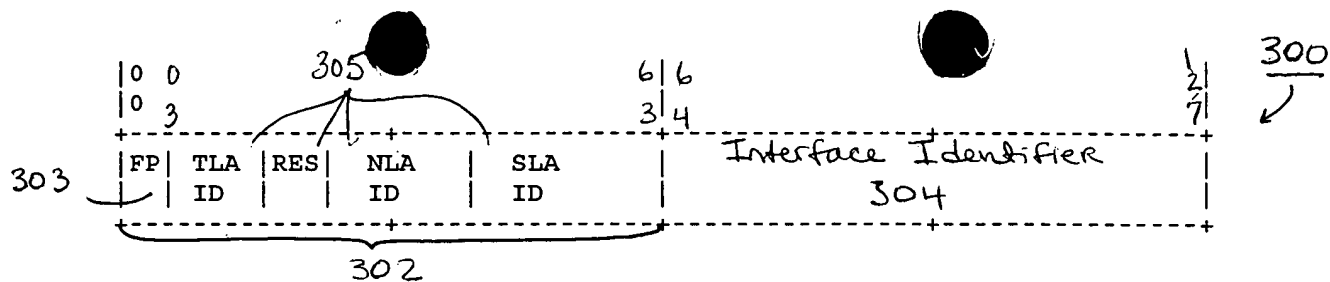 305 300
|0 0 6|6 1|
|0 3 3|4 2 7|
303 |FP| TLA |RES| NLA | SLA | Interface Identifier |
| | ID | | ID | ID | 304 |
302